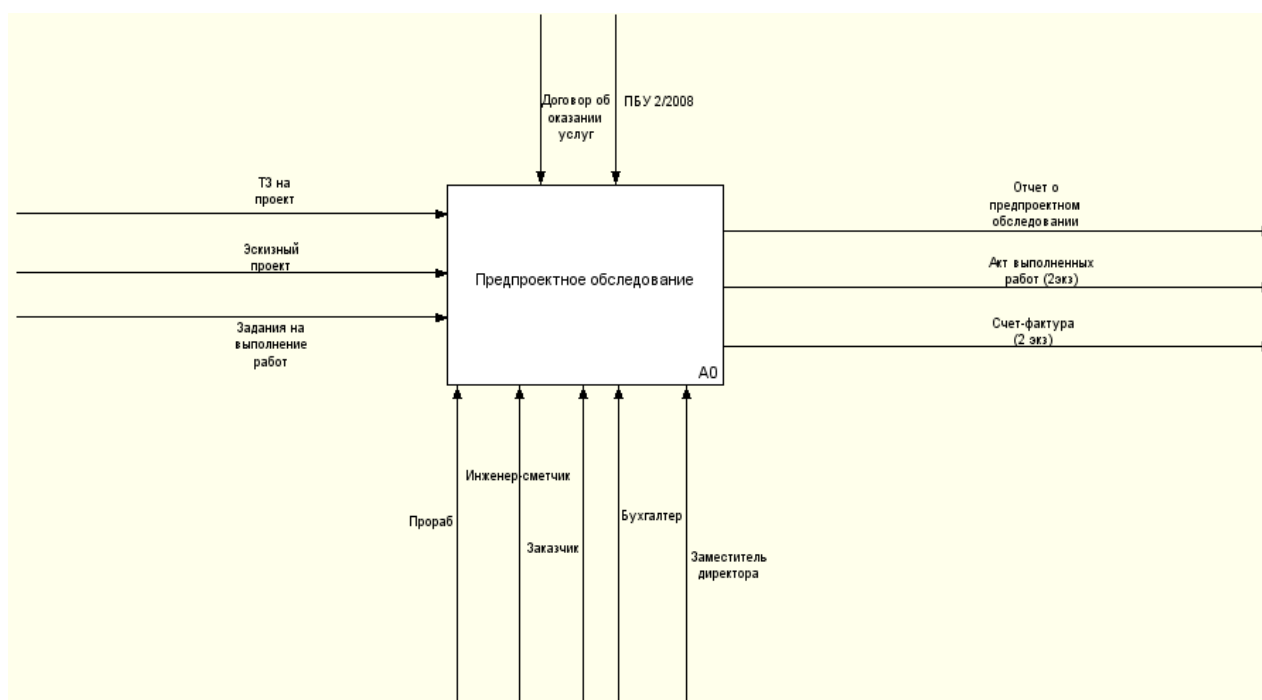 Договор об
оказании
услуг
ПБУ 2/2008
ТЗ на
проект
Эскизный
проект
Задания на
выполнение
работ
Предпроектное обследование
А0
Отчет о
предпроектном
обследовании
Акт выполненных
работ (2экз)
Счет-фактура
(2 экз)
Прораб
Инженер-сметчик
Заказчик
Бухгалтер
Заместитель
директора